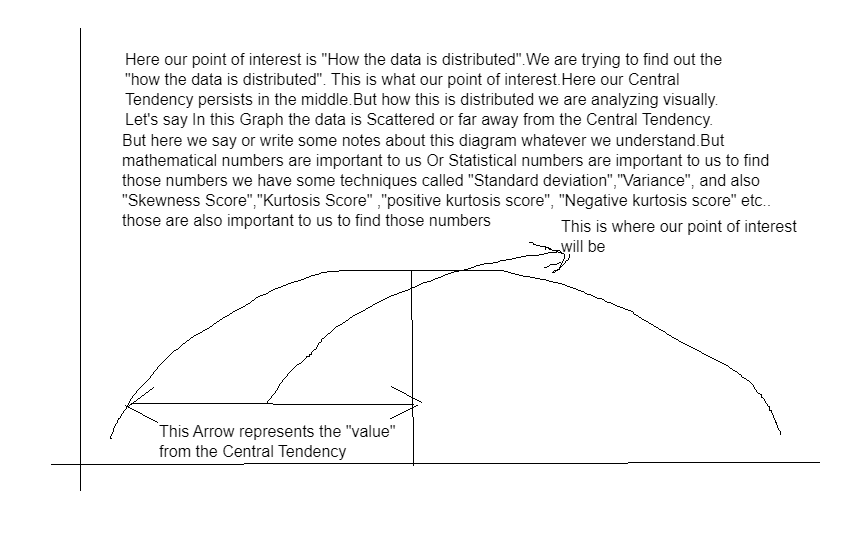 Here our point of interest is "How the data is distributed".We are trying to find out the
"how the data is distributed". This is what our point of interest.Here our Central
Tendency persists in the middle.But how this is distributed we are analyzing visually.
Let's say In this Graph the data is Scattered or far away from the Central Tendency.
But here we say or write some notes about this diagram whatever we understand.But
mathematical numbers are important to us Or Statistical numbers are important to us to find
those numbers we have some techniques called "Standard deviation","Variance", and also
"Skewness Score","Kurtosis Score" ,"positive kurtosis score", "Negative kurtosis score" etc..
those are also important to us to find those numbers
This is where our point of interest
will be
This Arrow represents the "value"
from the Central Tendency